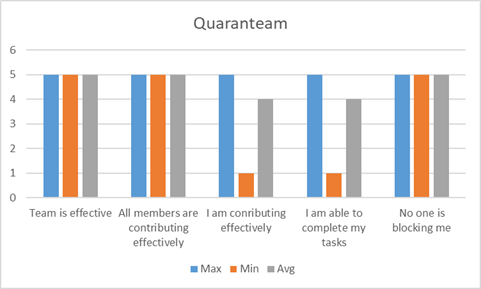 Quaranteam
6
5
4
3
2
1
0
Team is effective
All members are
contributing
effectively
I am conributing
effectively
I am able to
complete my
tasks
No one is
blocking me
Max
Min
Avg